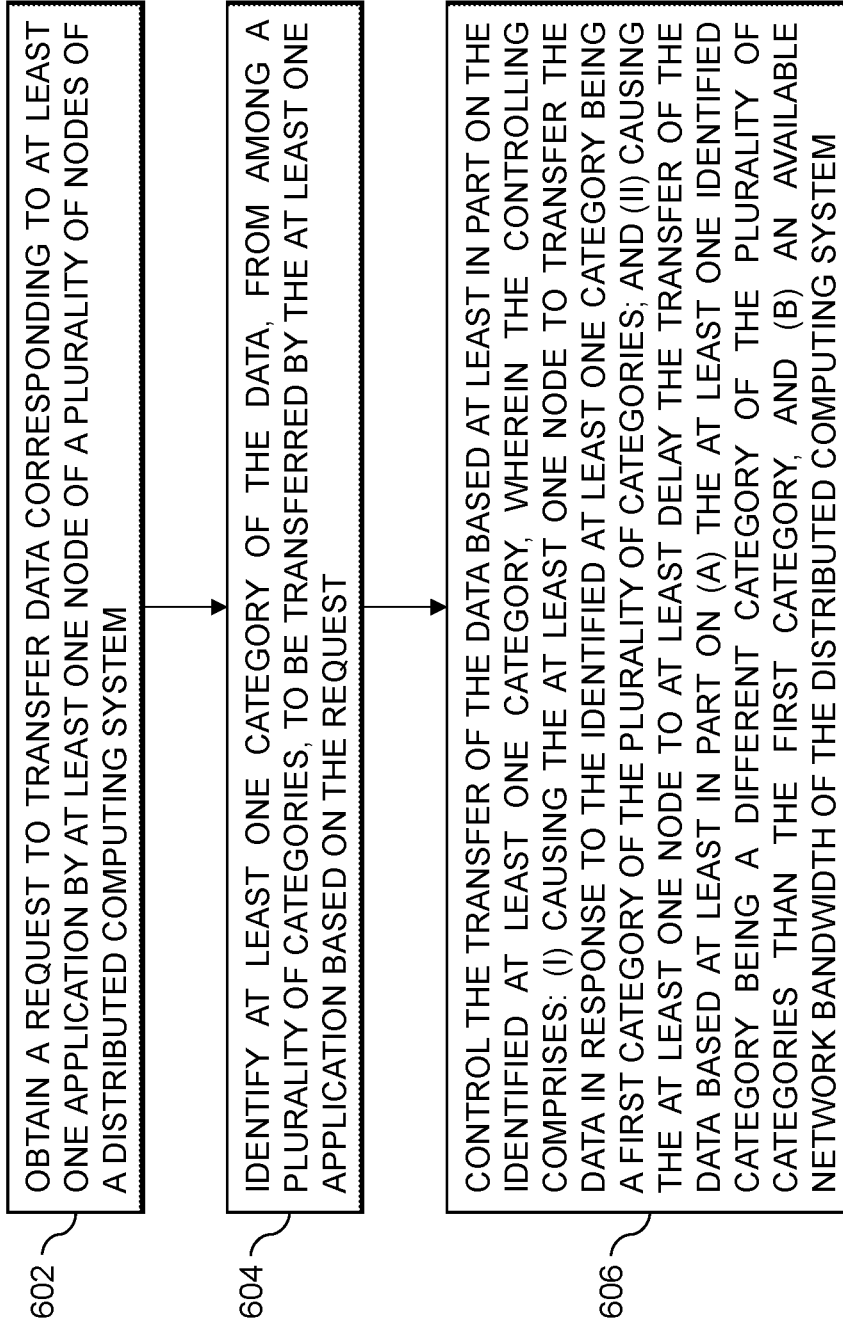 602
OBTAIN A REQUEST TO TRANSFER DATA CORRESPONDING TO AT LEAST
ONE APPLICATION BY AT LEAST ONE NODE OF A PLURALITY OF NODES OF
A DISTRIBUTED COMPUTING SYSTEM
604
IDENTIFY AT LEAST ONE CATEGORY OF THE DATA, FROM AMONG A
PLURALITY OF CATEGORIES, TO BE TRANSFERRED BY THE AT LEAST ONE
APPLICATION BASED ON THE REQUEST
606
CONTROL THE TRANSFER OF THE DATA BASED AT LEAST IN PART ON THE
IDENTIFIED AT LEAST ONE CATEGORY, WHEREIN THE CONTROLLING
COMPRISES: (I) CAUSING THE AT LEAST ONE NODE TO TRANSFER THE
DATA IN RESPONSE TO THE IDENTIFIED AT LEAST ONE CATEGORY BEING
A FIRST CATEGORY OF THE PLURALITY OF CATEGORIES; AND (II) CAUSING
THE AT LEAST ONE NODE TO AT LEAST DELAY THE TRANSFER OF THE
DATA BASED AT LEAST IN PART ON (A) THE AT LEAST ONE IDENTIFIED
CATEGORY BEING A DIFFERENT CATEGORY OF THE PLURALITY OF
CATEGORIES THAN THE FIRST CATEGORY, AND (B) AN AVAILABLE
NETWORK BANDWIDTH OF THE DISTRIBUTED COMPUTING SYSTEM